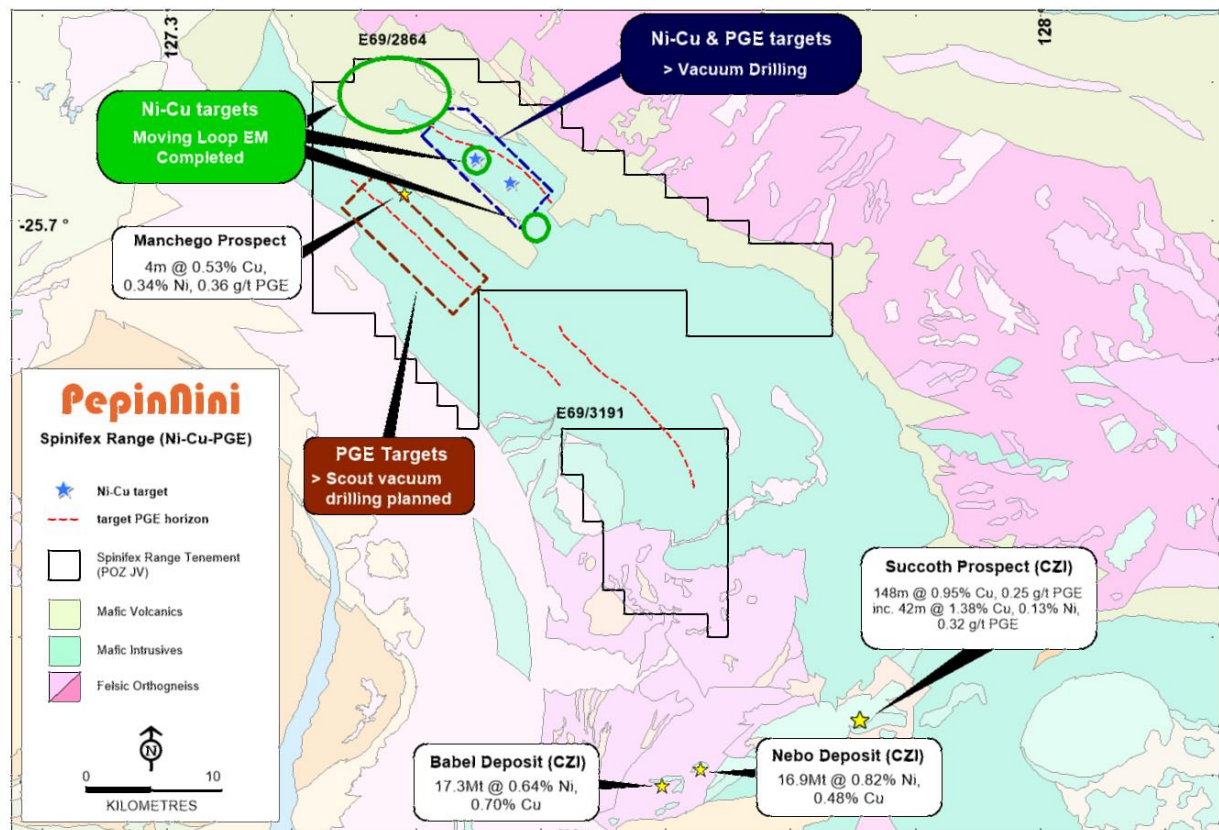 127.3
128
E69/2864
Ni-Cu & PGE targets
> Vacuum Drilling
Ni-Cu targets
Moving Loop EM
Completed
-25.7 °
Manchego Prospect
4m @ 0.53% Cu,
0.34% Ni, 0.36 g/t PGE
PepinNini
Spinifex Range (Ni-Cu-PGE)
Ni-Cu target
target PGE horizon
Spinifex Range Tenement
(POZ JV)
Mafic Volcanics
Mafic Intrusives
Felsic Orthogneiss
N
0 10
KILOMETRES
PGE Targets
> Scout vacuum
drilling planned
E69/3191
Succoth Prospect (CZI)
148m @ 0.95% Cu, 0.25 g/t PGE
inc. 42m @ 1.38% Cu, 0.13% Ni,
0.32 g/t PGE
Babel Deposit (CZI)
17.3Mt @ 0.64% Ni,
0.70% Cu
Nebo Deposit (CZI)
16.9Mt @ 0.82% Ni,
0.48% Cu